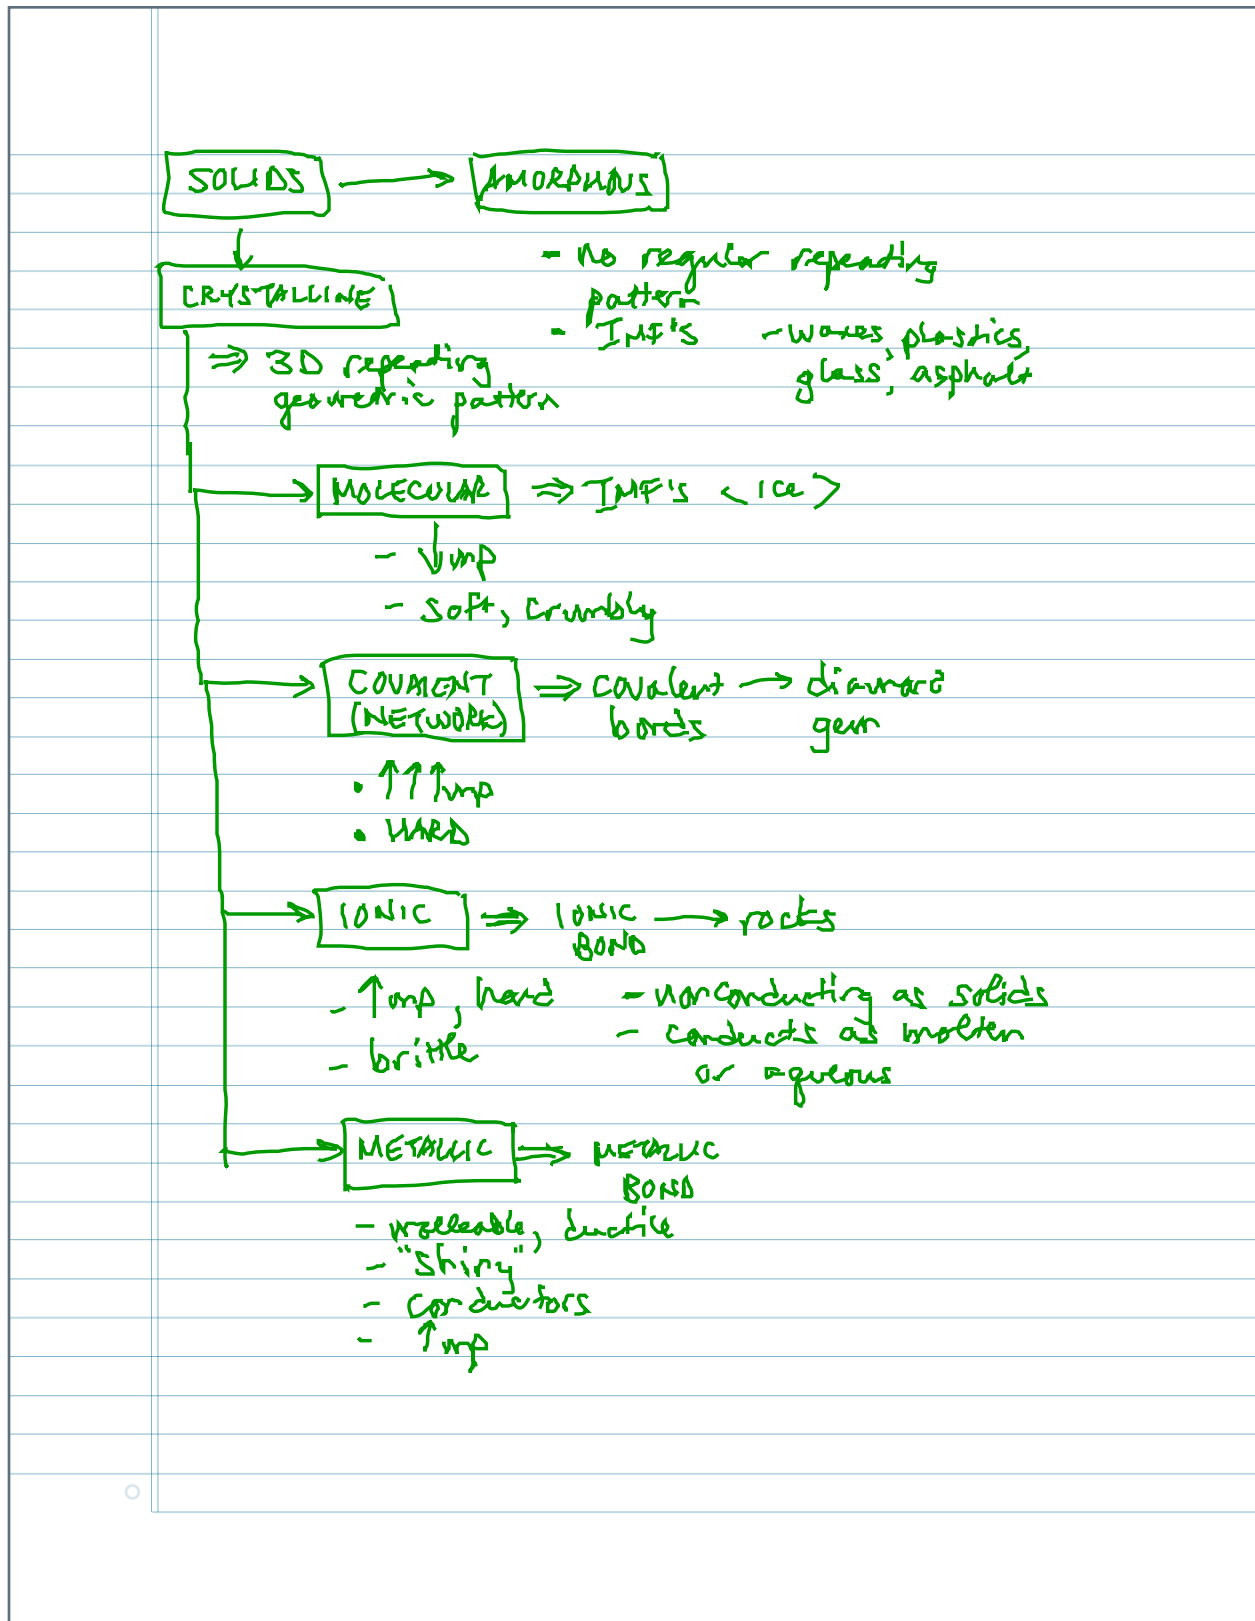 SOLIDS → AMORPHOUS
- no regular repeating
pattern
- IMF's - waxes, plastics,
glass, asphalt
CRYSTALLINE
⇒ 3D repeating
geometric pattern
MOLECULAR ⇒ IMF's < ice >
- ↓mp
- soft, crumbly
COVALENT
(NETWORK) ⇒ covalent
bonds → diamond
gem
• ↑↑↑mp
• HARD
IONIC ⇒ IONIC
BOND → rocks
- ↑mp, hard
- brittle
- nonconducting as solids
- conducts as molten
or aqueous
METALLIC ⇒ METALLIC
BOND
- malleable, ductile
- "shiny"
- conductors
- ↑mp